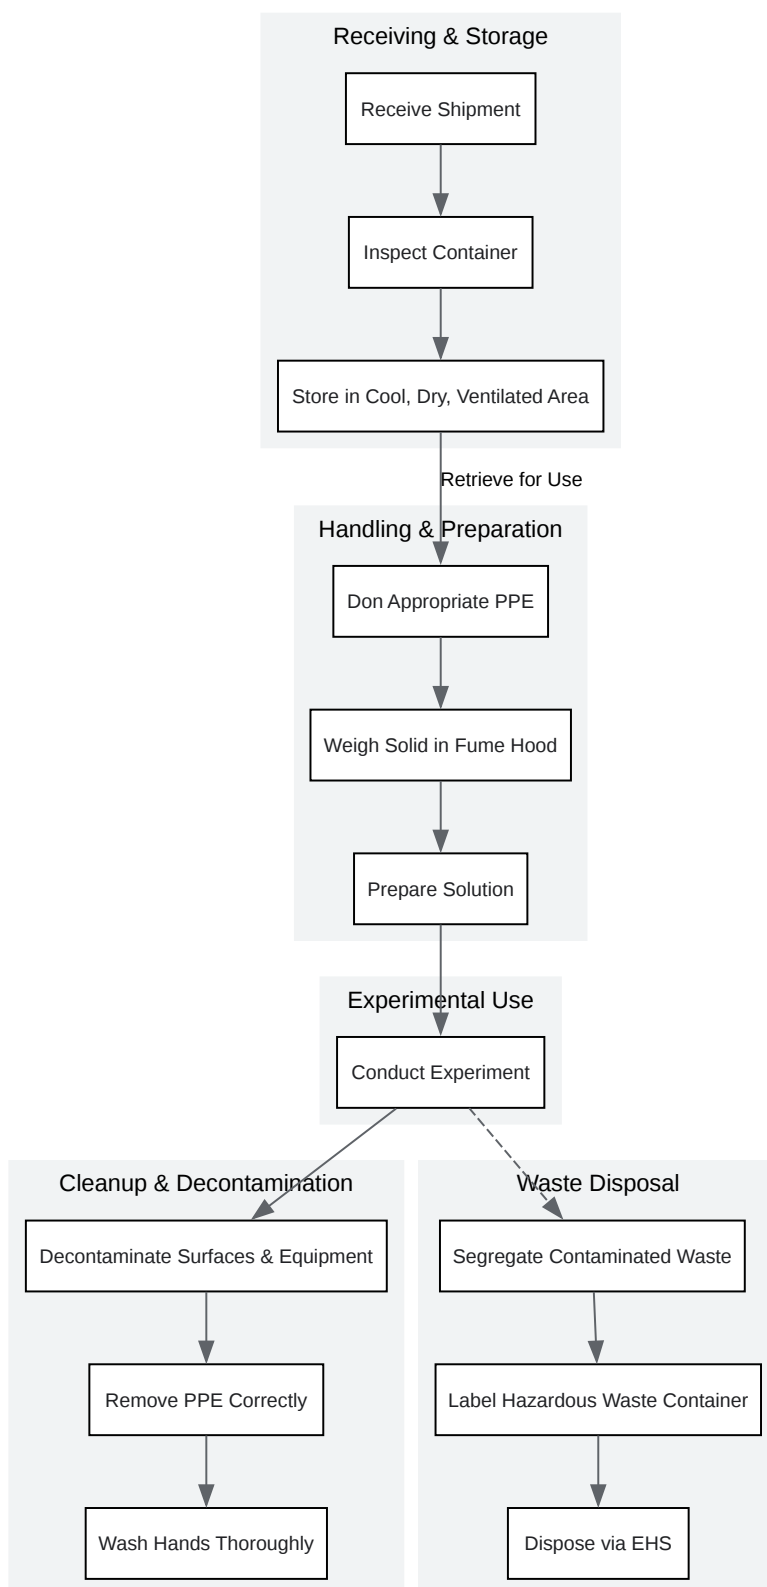 Receiving & Storage
Receive Shipment
Inspect Container
Store in Cool, Dry, Ventilated Area
Retrieve for Use
Handling & Preparation
Don Appropriate PPE
Weigh Solid in Fume Hood
Prepare Solution
Experimental Use
Conduct Experiment
Cleanup & Decontamination
Decontaminate Surfaces & Equipment
Remove PPE Correctly
Wash Hands Thoroughly
Waste Disposal
Segregate Contaminated Waste
Label Hazardous Waste Container
Dispose via EHS